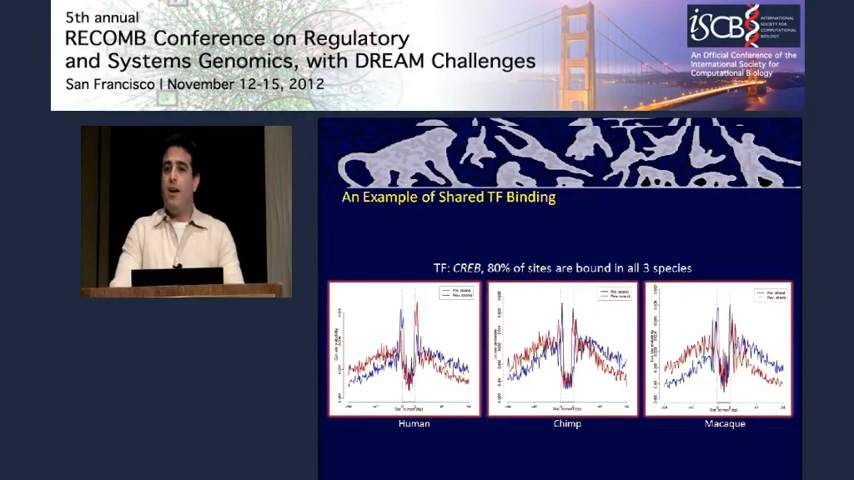 5th annual
RECOMB Conference on Regulatory
and Systems Genomics, with DREAM Challenges
San Francisco | November 12-15, 2012
iSCB
INTERNATIONAL
SOCIETY FOR
COMPUTATIONAL
BIOLOGY
An Official Conference of the
International Society for
Computational Biology
An Example of Shared TF Binding
TF: CREB, 80% of sites are bound in all 3 species
Human
Chimp
Macaque